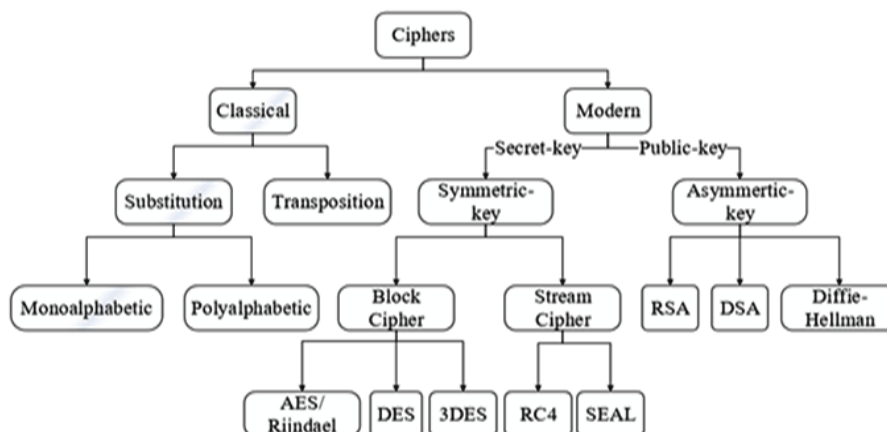 Ciphers
Classical
Modern
Secret-key
Public-key
Substitution
Transposition
Symmetric-
key
Asymmertic-
key
Monoalphabetic
Polyalphabetic
Block
Cipher
Stream
Cipher
RSA
DSA
Diffie-
Hellman
AES/
Rijndael
DES
3DES
RC4
SEAL